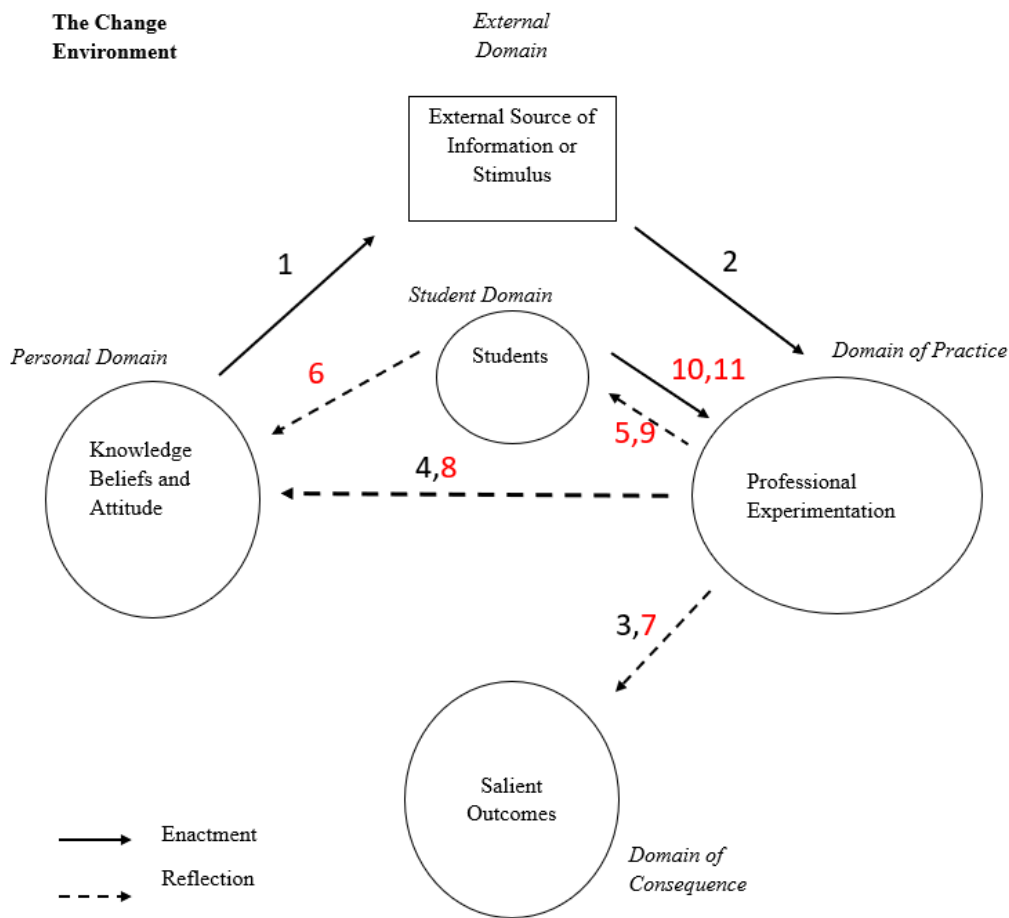 The Change
Environment
External
Domain
External Source of
Information or
Stimulus
1
2
Student Domain
Personal Domain
Students
Domain of Practice
6
10,11
5,9
Knowledge
Beliefs and
Attitude
4,8
Professional
Experimentation
3,7
Salient
Outcomes
Enactment
Reflection
Domain of
Consequence